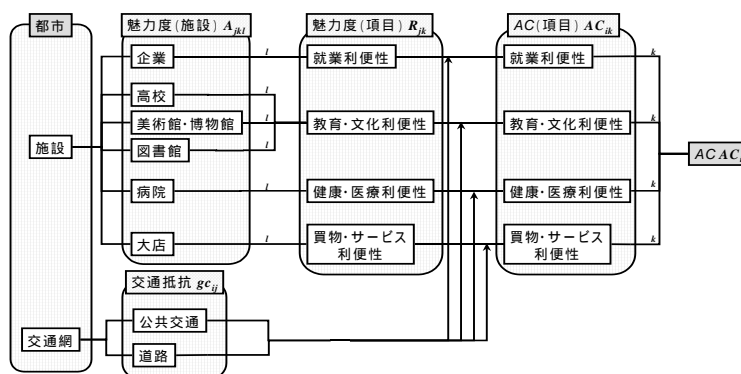 都市
魅力度(施設) A_jkl
魅力度(項目) R_jk
AC(項目) AC_ik
企業
l
就業利便性
就業利便性
k
高校
美術館・博物館
l
教育・文化利便性
教育・文化利便性
k
施設
図書館
AC AC
病院
l
健康・医療利便性
健康・医療利便性
k
大店
l
買物・サービス
利便性
買物・サービス
利便性
k
交通抵抗 gc_ij
公共交通
交通網
道路